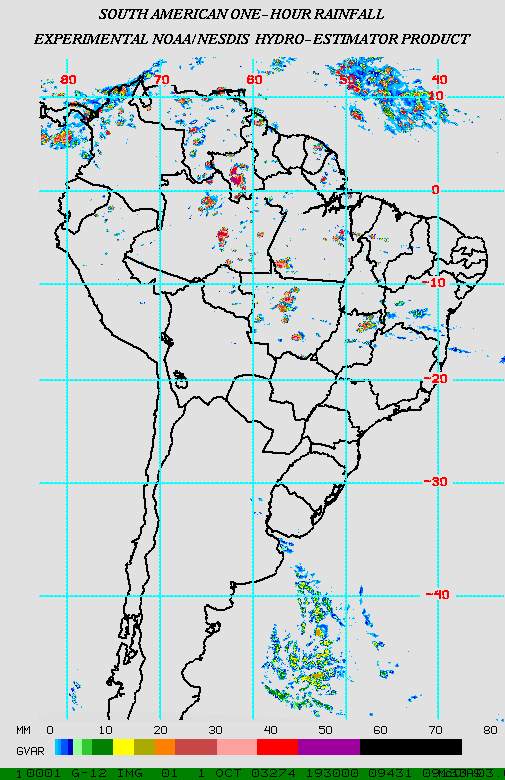 SOUTH AMERICAN ONE-HOUR RAINFALL
EXPERIMENTAL NOAA/NESDIS HYDRO-ESTIMATOR PRODUCT
80 70 60 50 40
10
0
-10
-20
-30
-40
MM 0 10 20 30 40 50 60 70 80
GVAR
10001 G-12 IMG 01 1 OCT 03274 193000 09431